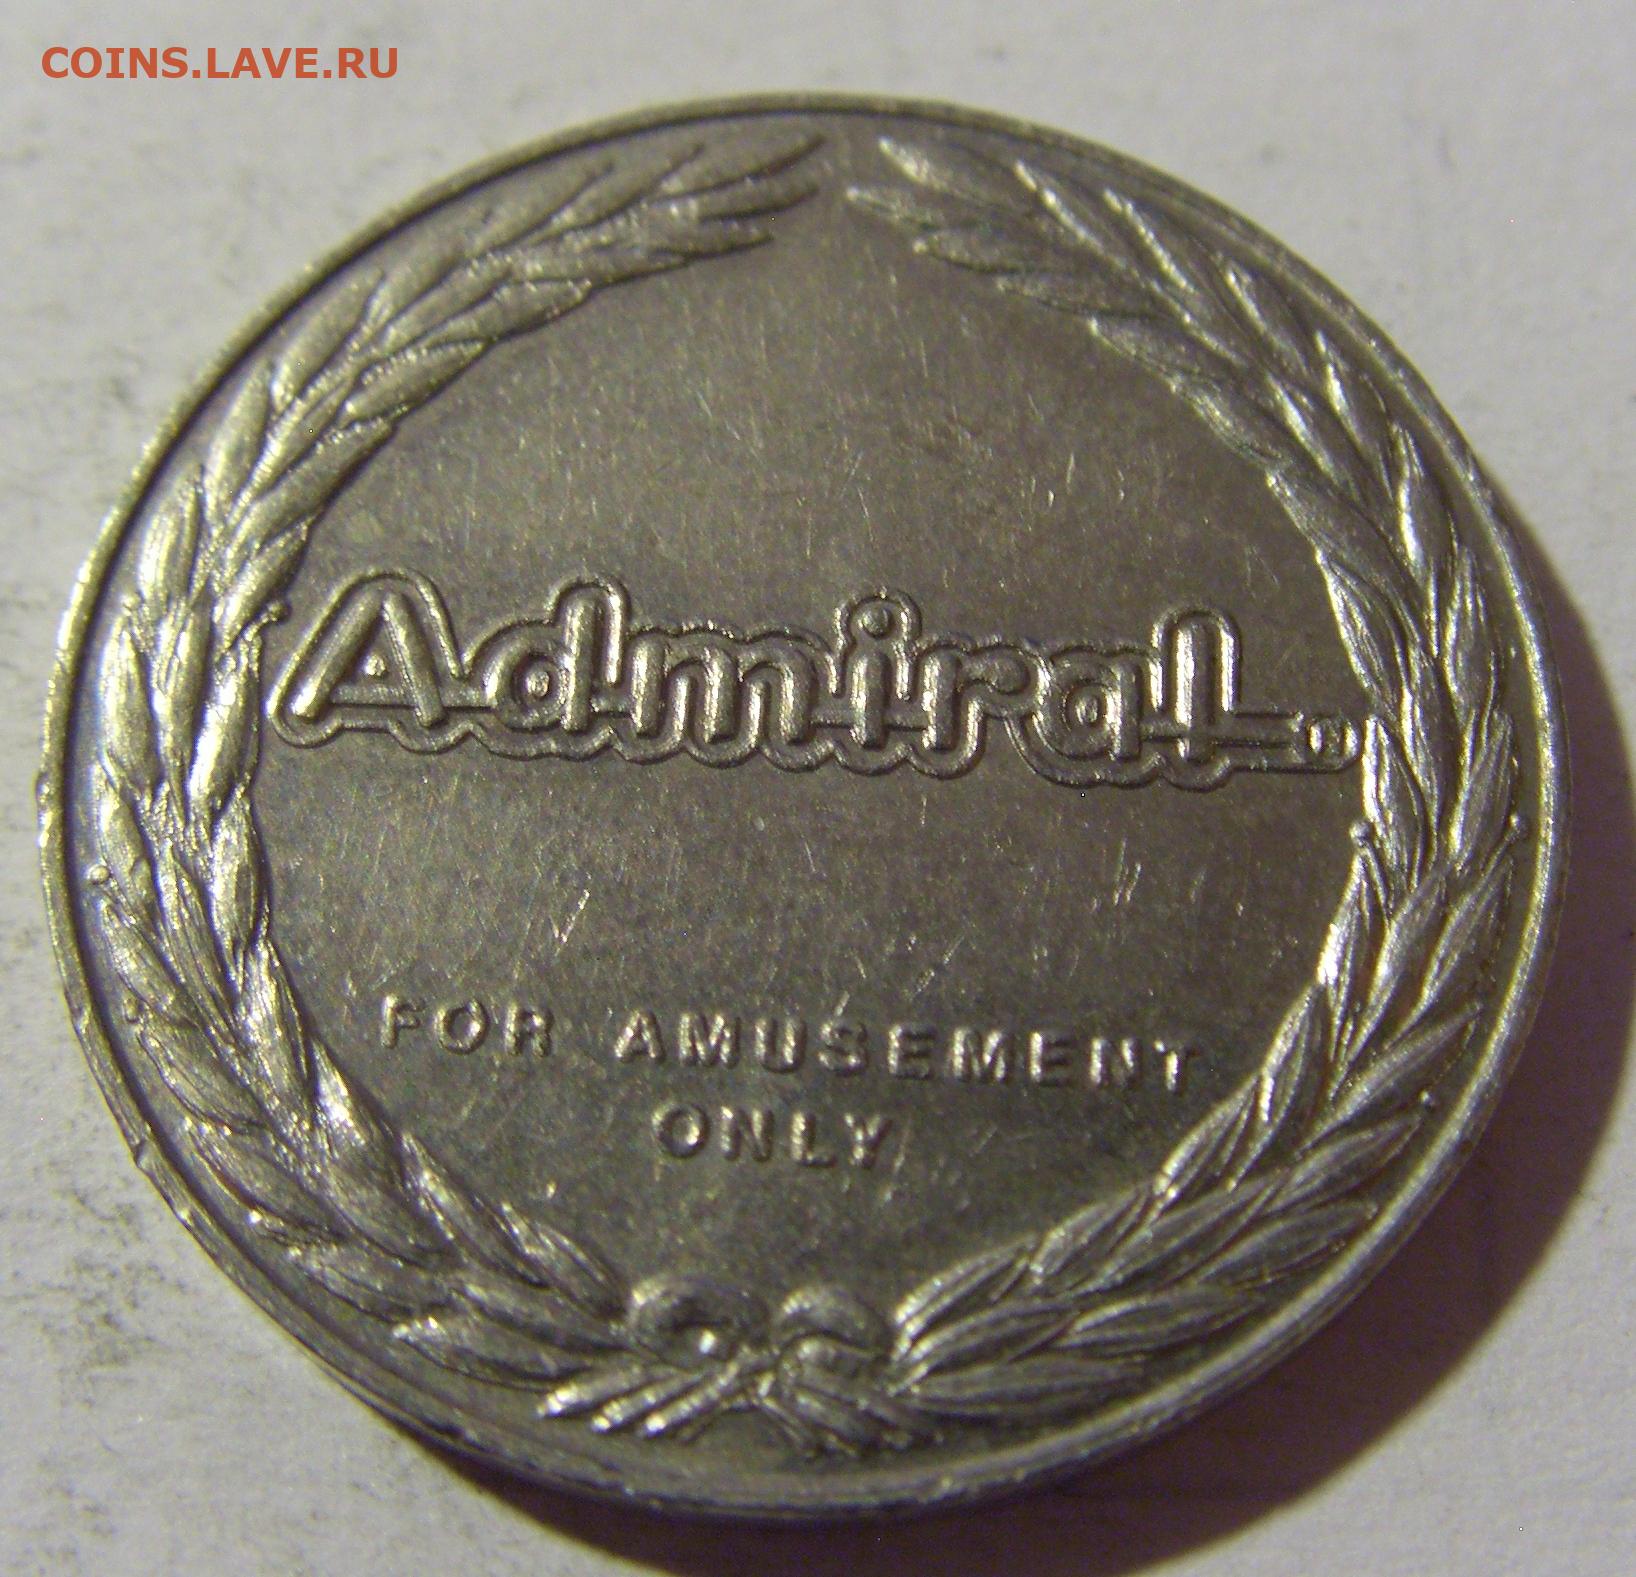 COINS.LAVE.RU
Admiral
FOR AMUSEMENT
ONLY